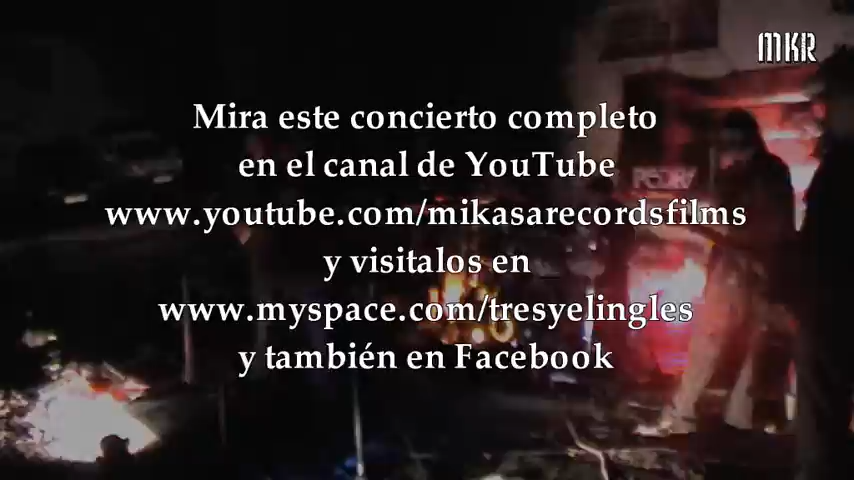 MKR
Mira este concierto completo
en el canal de YouTube
www.youtube.com/mikasarecordsfilms
y visitalos en
www.myspace.com/tresyelingles
y también en Facebook